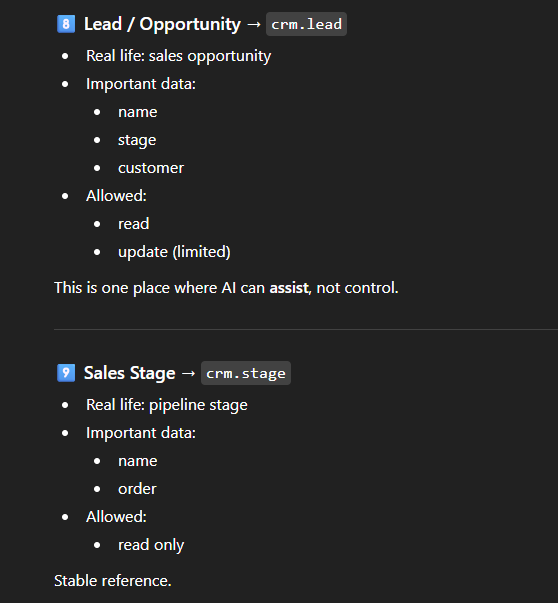 8 Lead / Opportunity → crm.lead
• Real life: sales opportunity
• Important data:
• name
• stage
• customer
• Allowed:
• read
• update (limited)
This is one place where AI can assist, not control.
9 Sales Stage → crm.stage
• Real life: pipeline stage
• Important data:
• name
• order
• Allowed:
• read only
Stable reference.